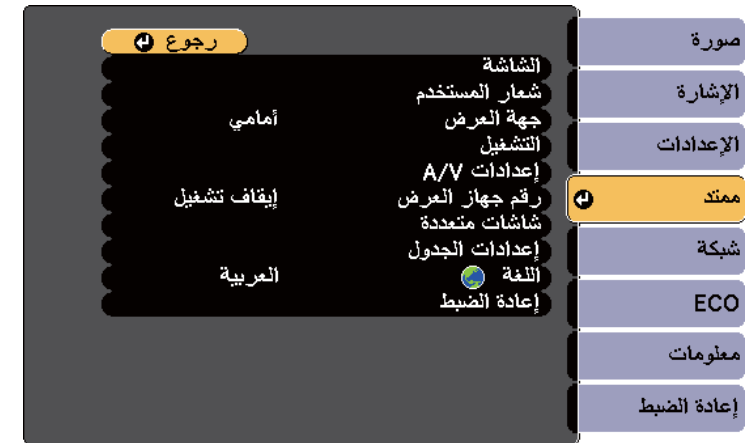 صورة
الإشارة
الإعدادات
ممتد
شبكة
ECO
معلومات
إعادة الضبط
رجوع
الشاشة
شعار المستخدم
جهة العرض أمامي
التشغيل
إعدادات A/V
رقم جهاز العرض إيقاف تشغيل
شاشات متعددة
إعدادات الجدول
اللغة العربية
إعادة الضبط